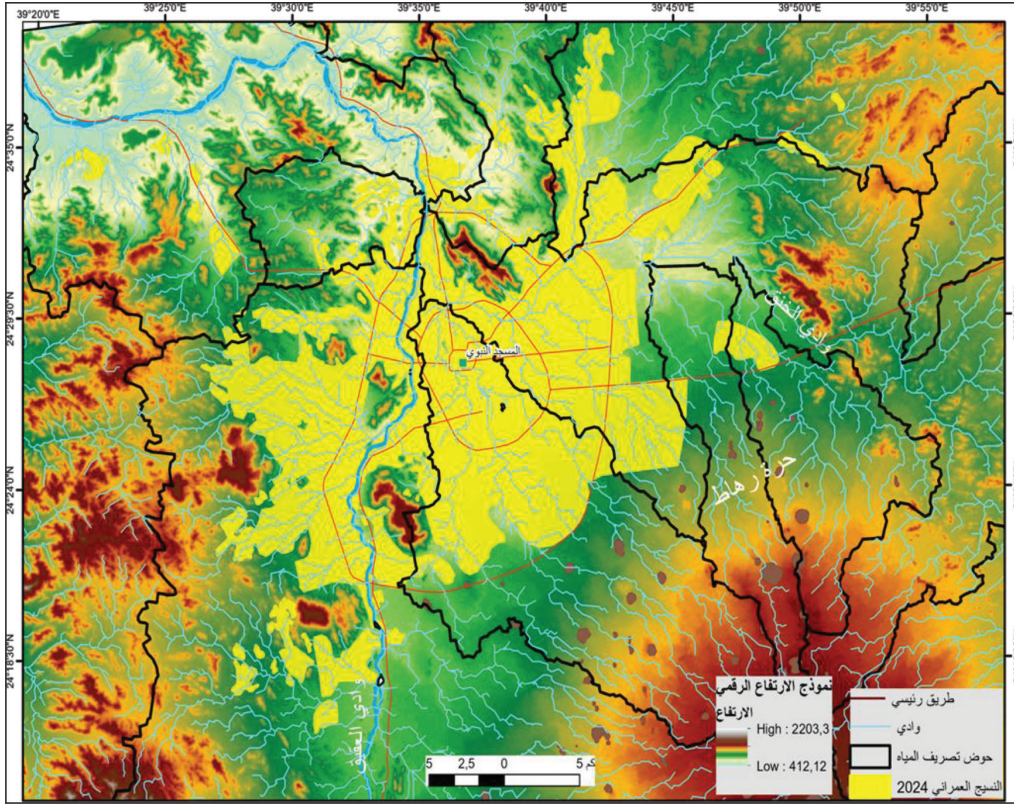 39°20'0"E 39°25'0"E 39°30'0"E 39°35'0"E 39°40'0"E 39°45'0"E 39°50'0"E 39°55'0"E
24°35'0"N
24°29'30"N
24°24'0"N
24°18'30"N
المسجد النبوي
وادي الخنق
حرة رهاط
وادي العقيق
نموذج الارتفاع الرقمي
الارتفاع
High : 2203,3
Low : 412,12
طريق رئيسي
وادي
حوض تصريف المياه
النسيج العمراني 2024
5 2,5 0 5 كم